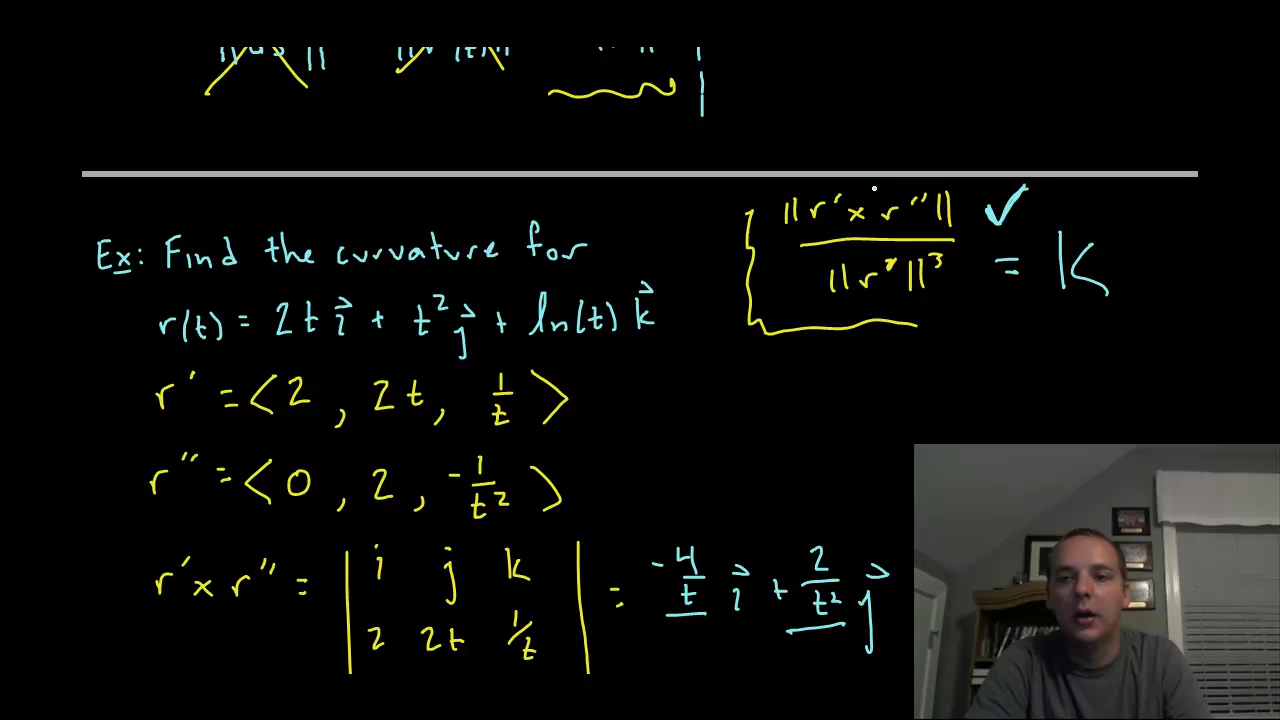 ||r' x r''|| ✓
||r'||³ = K
Ex: Find the curvature for
r(t) = 2t i⃗ + t² j⃗ + ln(t) k⃗
r' = <2, 2t, 1/t>
r'' = <0, 2, -1/t²>
r' x r'' = | i j k | = -4/t i⃗ + 2/t² j⃗
2 2t 1/t